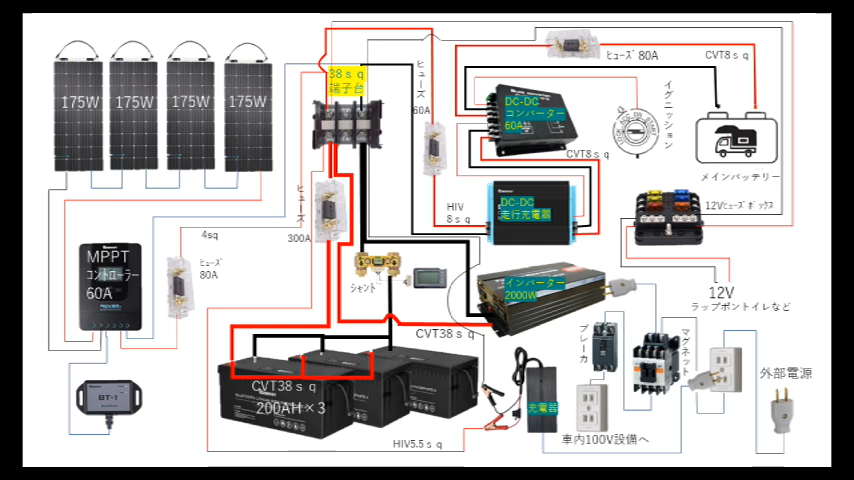 175W
175W
175W
175W
38ｓｑ
端子台
ヒューズ
60A
ヒューズ 80A
CVT8ｓｑ
DC-DC
コンバーター
60A
イグニッション
ACC ON START
CVT8ｓｑ
メインバッテリー
HIV
8ｓｑ
DC-DC
走行充電器
12Vヒューズボックス
ヒューズ
300A
4sq
ヒューズ
80A
MPPT
コントローラー
60A
シャント
インバーター
2000W
12V
ラップポントイレなど
CVT38ｓｑ
ブレーカ
マグネット
外部電源
CVT38ｓｑ
200AH×3
BT-1
充電器
車内100V設備へ
HIV5.5ｓｑ